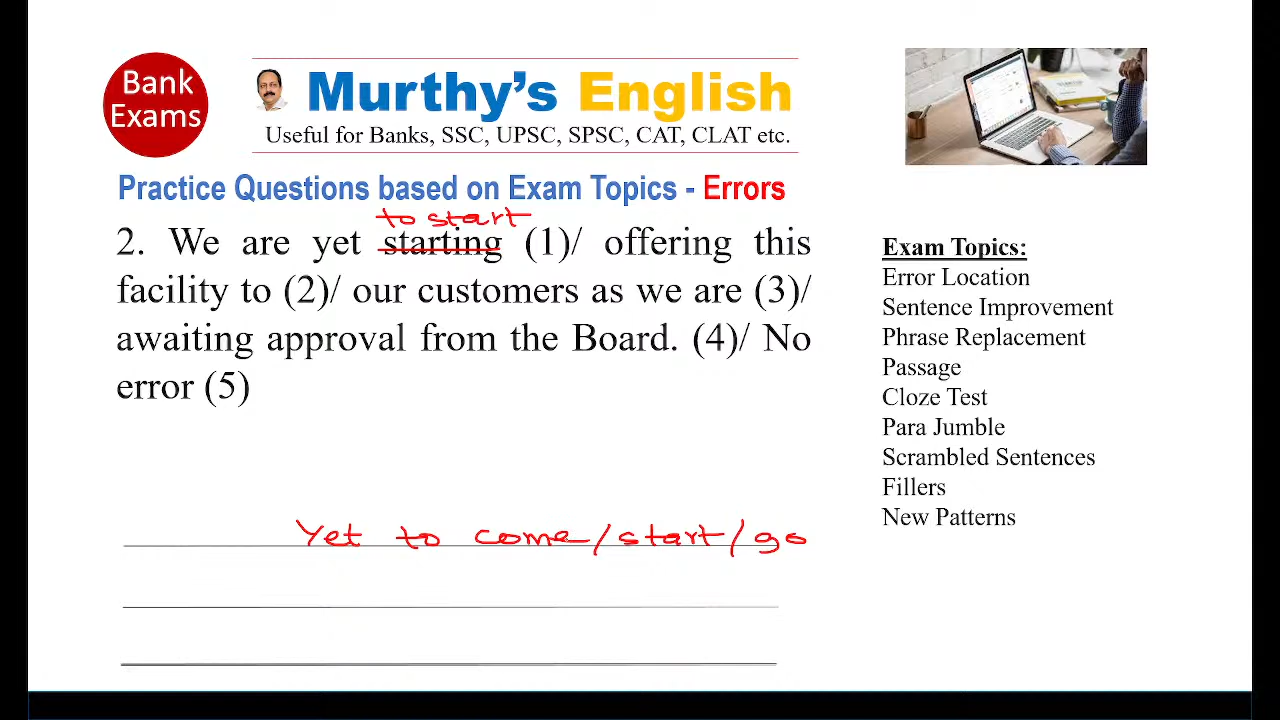 Bank
Exams
Murthy's English
Useful for Banks, SSC, UPSC, SPSC, CAT, CLAT etc.
Practice Questions based on Exam Topics - Errors
to start
2. We are yet starting (1)/ offering this
facility to (2)/ our customers as we are (3)/
awaiting approval from the Board. (4)/ No
error (5)
Yet to come/start/go
Exam Topics:
Error Location
Sentence Improvement
Phrase Replacement
Passage
Cloze Test
Para Jumble
Scrambled Sentences
Fillers
New Patterns